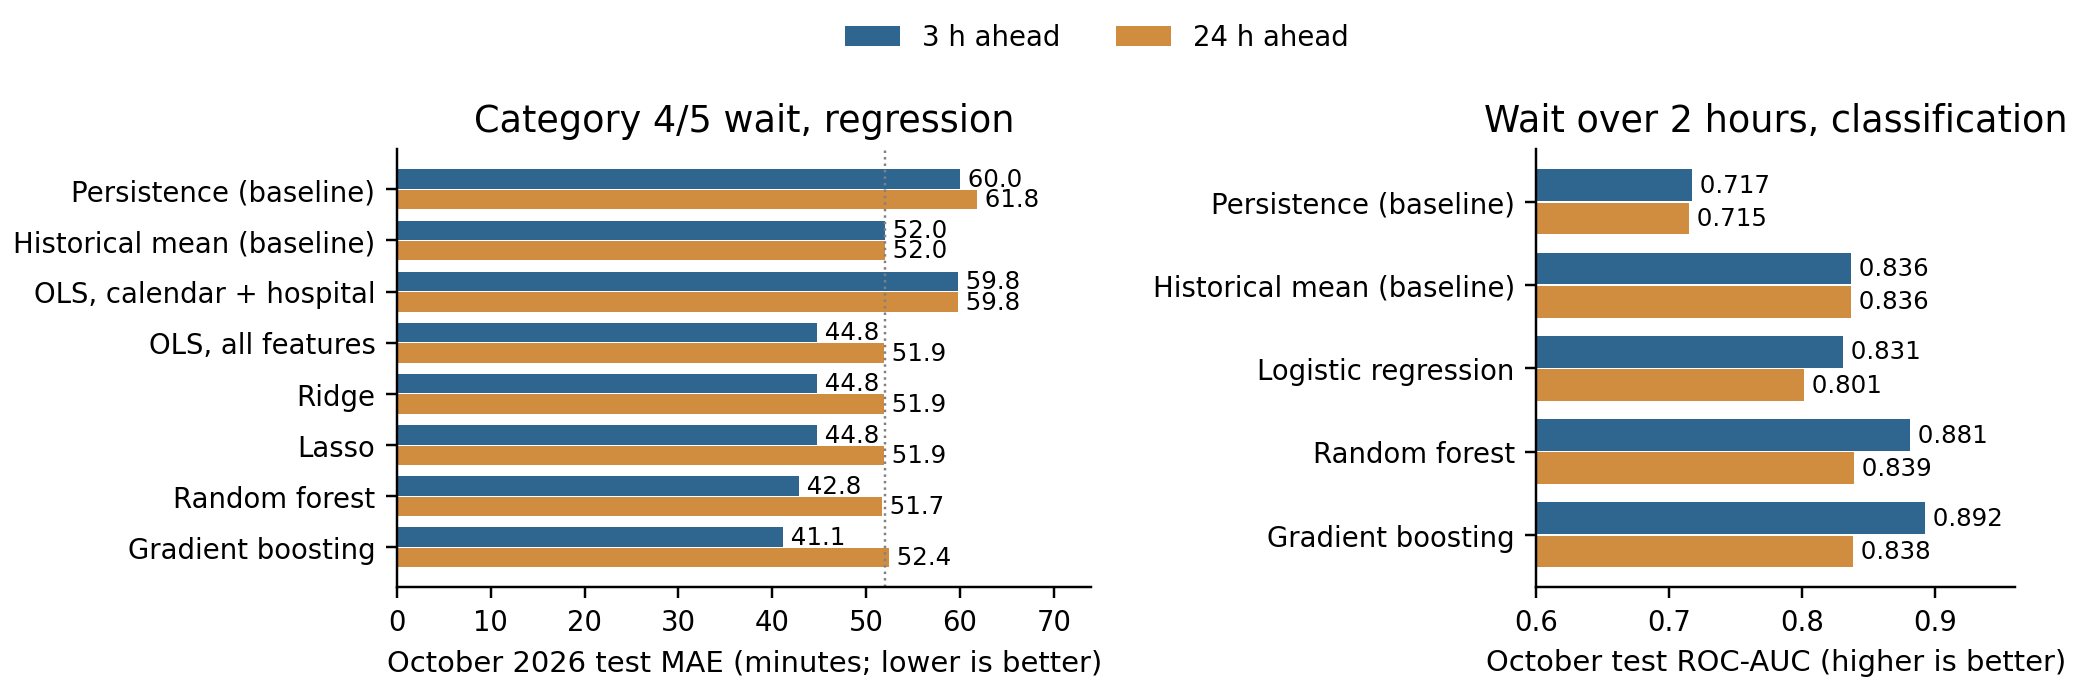 3 h ahead
24 h ahead
Category 4/5 wait, regression
Persistence (baseline)
60.0
61.8
Historical mean (baseline)
52.0
52.0
OLS, calendar + hospital
59.8
59.8
OLS, all features
44.8
51.9
Ridge
44.8
51.9
Lasso
44.8
51.9
Random forest
42.8
51.7
Gradient boosting
41.1
52.4
0 10 20 30 40 50 60 70
October 2026 test MAE (minutes; lower is better)
Wait over 2 hours, classification
Persistence (baseline)
0.717
0.715
Historical mean (baseline)
0.836
0.836
Logistic regression
0.831
0.801
Random forest
0.881
0.839
Gradient boosting
0.892
0.838
0.6 0.7 0.8 0.9
October test ROC-AUC (higher is better)